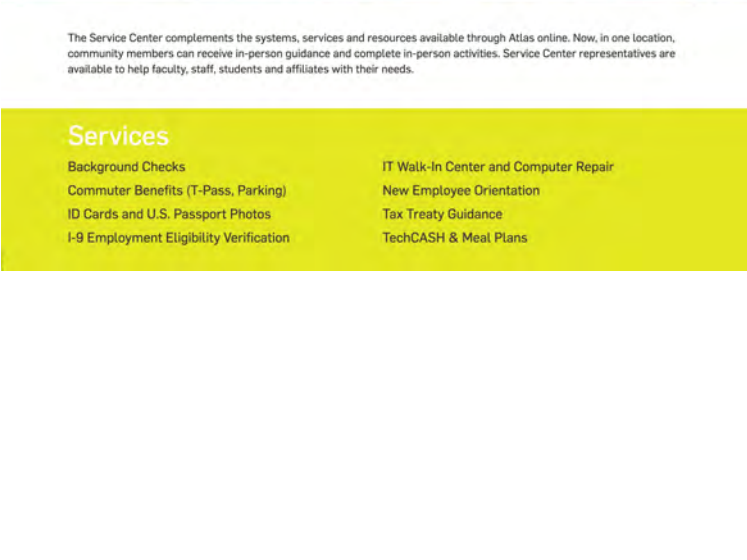 The Service Center complements the systems, services and resources available through Atlas online. Now, in one location,
community members can receive in-person guidance and complete in-person activities. Service Center representatives are
available to help faculty, staff, students and affiliates with their needs.
Services
Background Checks
Commuter Benefits (T-Pass, Parking)
ID Cards and U.S. Passport Photos
I-9 Employment Eligibility Verification
IT Walk-In Center and Computer Repair
New Employee Orientation
Tax Treaty Guidance
TechCASH & Meal Plans